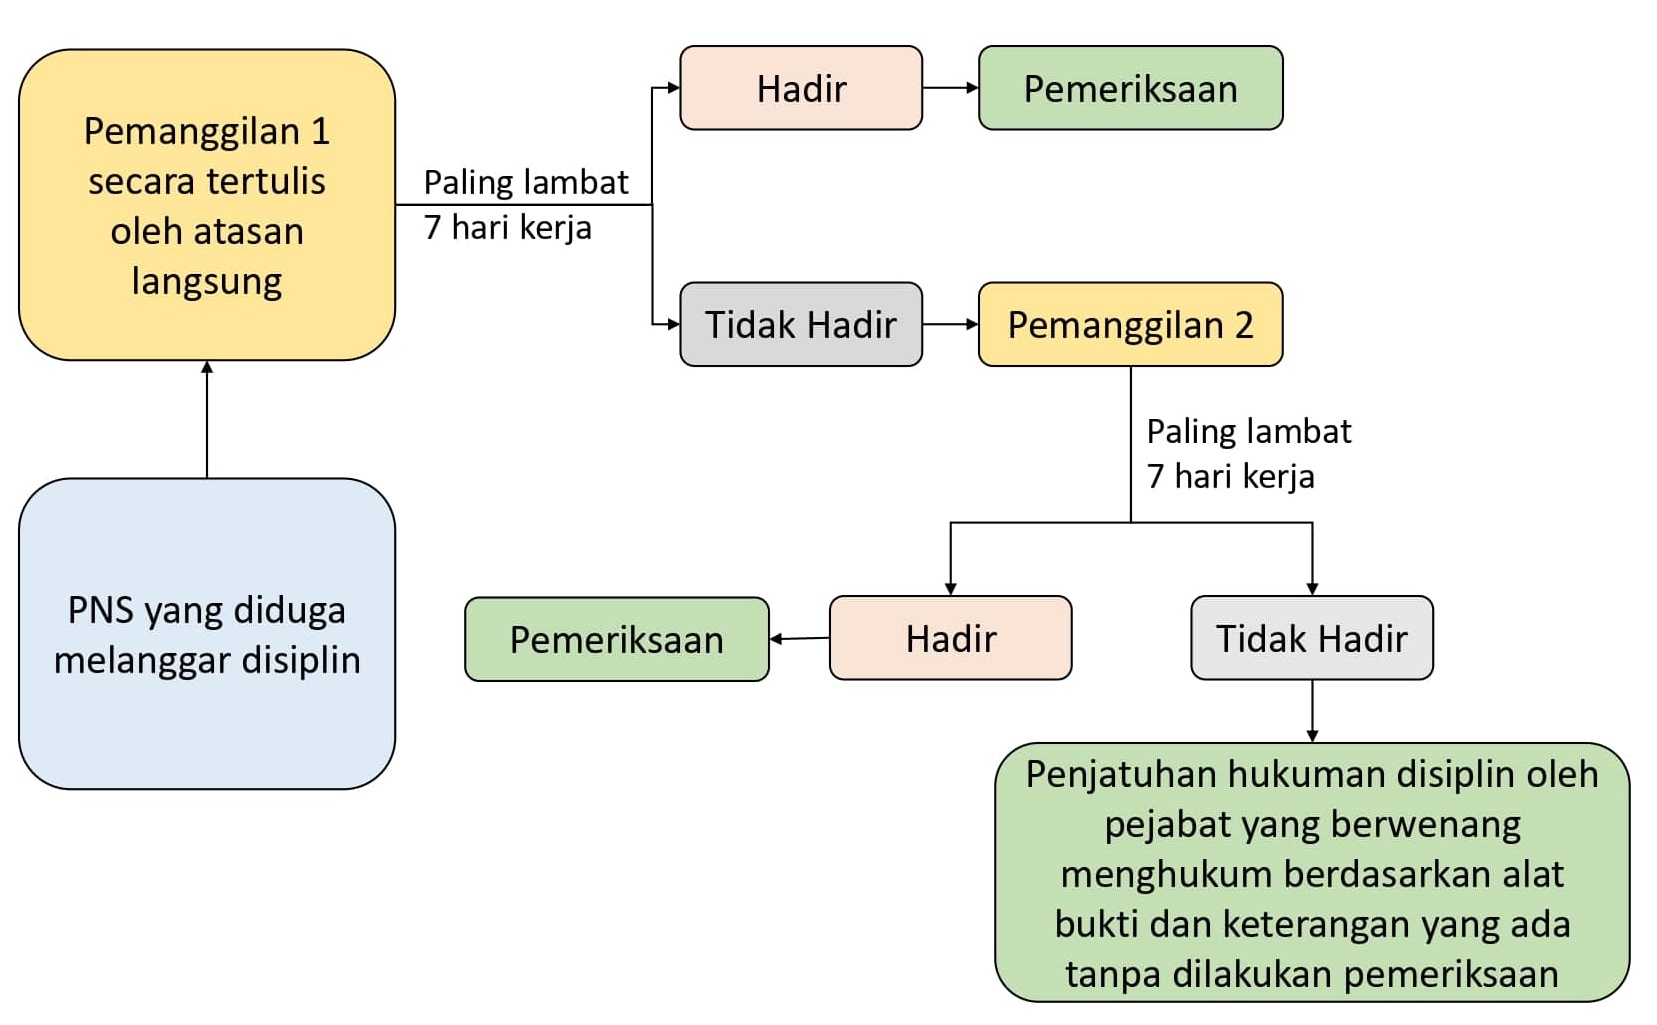 Pemanggilan 1
secara tertulis
oleh atasan
langsung
Paling lambat
7 hari kerja
Hadir
Pemeriksaan
Tidak Hadir
Pemanggilan 2
Paling lambat
7 hari kerja
PNS yang diduga
melanggar disiplin
Pemeriksaan
Hadir
Tidak Hadir
Penjatuhan hukuman disiplin oleh
pejabat yang berwenang
menghukum berdasarkan alat
bukti dan keterangan yang ada
tanpa dilakukan pemeriksaan